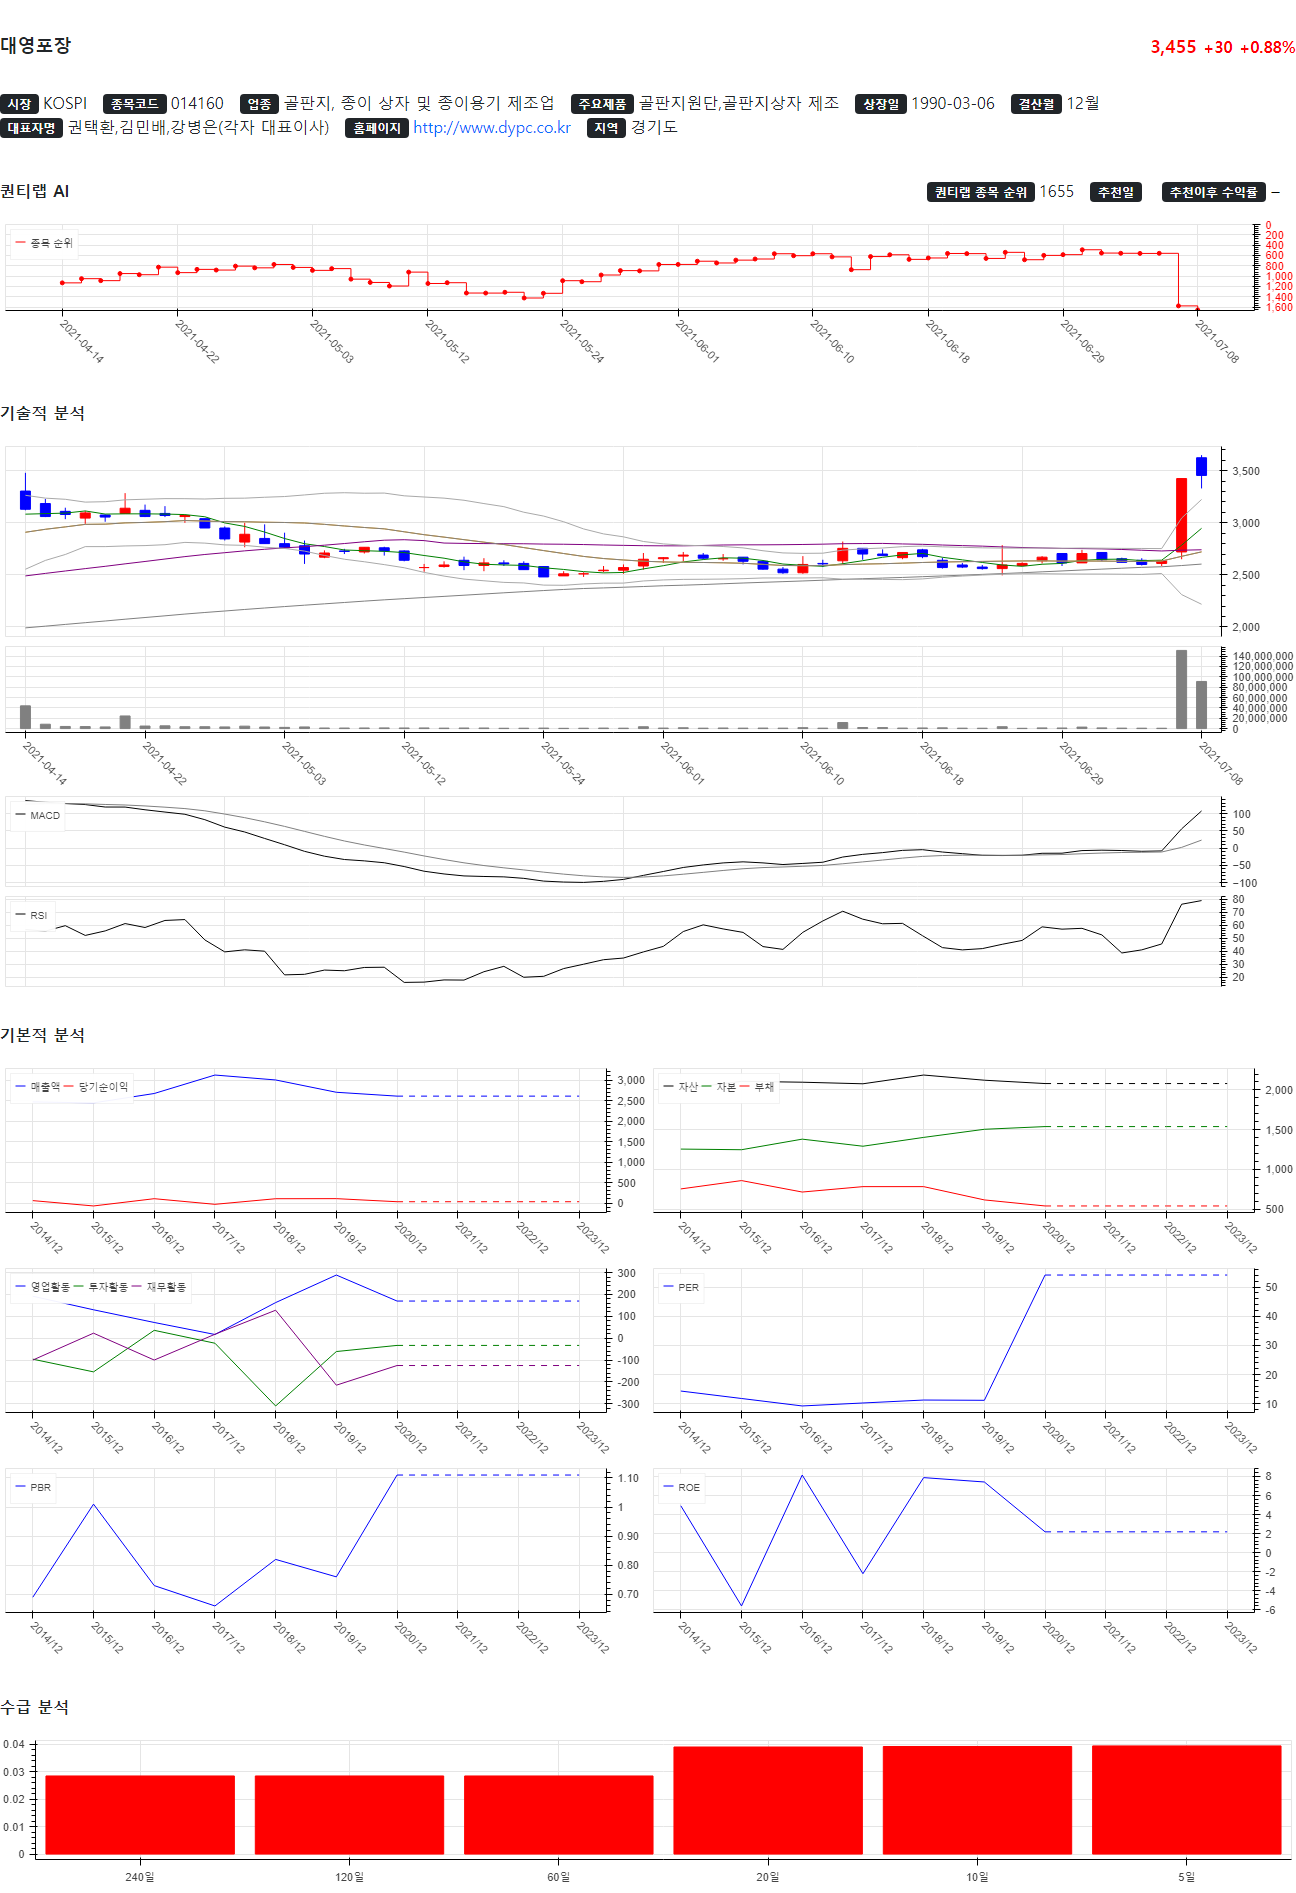 대영포장
3,455 +30 +0.88%
시장 KOSPI 종목코드 014160 업종 골판지, 종이 상자 및 종이용기 제조업 주요제품 골판지원단,골판지상자 제조 상장일 1990-03-06 결산월 12월
대표자명 권택환,김민배,강병은(각자 대표이사) 홈페이지 http://www.dypc.co.kr 지역 경기도
퀀티랩 AI
퀀티랩 종목 순위 1655 추천일 추천이후 수익률 –
종목 순위
0
200
400
600
800
1,000
1,200
1,400
1,600
2021-04-14 2021-04-22 2021-05-03 2021-05-12 2021-05-24 2021-06-01 2021-06-10 2021-06-18 2021-06-29 2021-07-08
기술적 분석
3,500
3,000
2,500
2,000
140,000,000
120,000,000
100,000,000
80,000,000
60,000,000
40,000,000
20,000,000
0
2021-04-14 2021-04-22 2021-05-03 2021-05-12 2021-05-24 2021-06-01 2021-06-10 2021-06-18 2021-06-29 2021-07-08
MACD
100
50
0
−50
−100
RSI
80
70
60
50
40
30
20
기본적 분석
매출액 당기순이익
3,000
2,500
2,000
1,500
1,000
500
0
2014/12 2015/12 2016/12 2017/12 2018/12 2019/12 2020/12 2021/12 2022/12 2023/12
자산 자본 부채
2,000
1,500
1,000
500
2014/12 2015/12 2016/12 2017/12 2018/12 2019/12 2020/12 2021/12 2022/12 2023/12
영업활동 투자활동 재무활동
300
200
100
0
-100
-200
-300
2014/12 2015/12 2016/12 2017/12 2018/12 2019/12 2020/12 2021/12 2022/12 2023/12
PER
50
40
30
20
10
2014/12 2015/12 2016/12 2017/12 2018/12 2019/12 2020/12 2021/12 2022/12 2023/12
PBR
1.10
1
0.90
0.80
0.70
2014/12 2015/12 2016/12 2017/12 2018/12 2019/12 2020/12 2021/12 2022/12 2023/12
ROE
8
6
4
2
0
-2
-4
-6
2014/12 2015/12 2016/12 2017/12 2018/12 2019/12 2020/12 2021/12 2022/12 2023/12
수급 분석
0.04
0.03
0.02
0.01
0
240일 120일 60일 20일 10일 5일